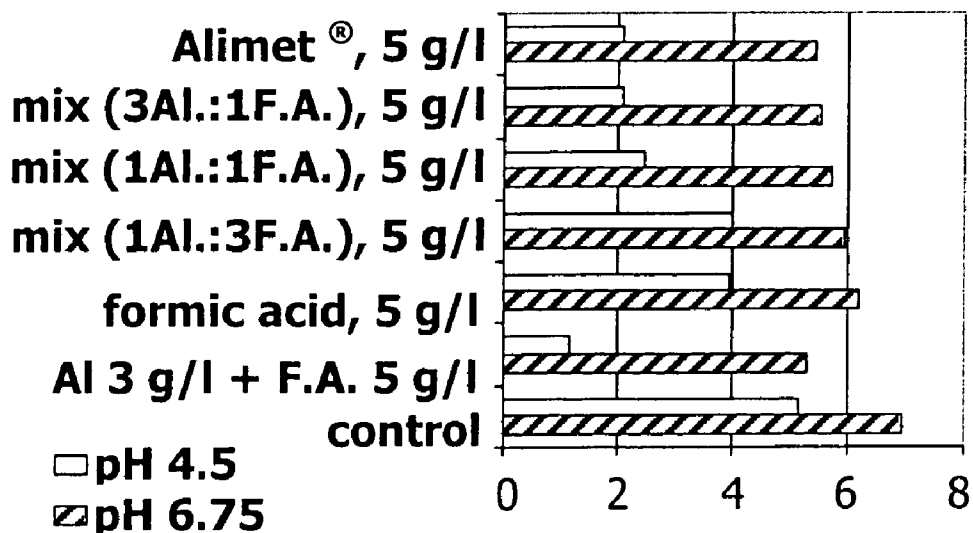 Alimet ®, 5 g/l
mix (3Al.:1F.A.), 5 g/l
mix (1Al.:1F.A.), 5 g/l
mix (1Al.:3F.A.), 5 g/l
formic acid, 5 g/l
Al 3 g/l + F.A. 5 g/l
control
pH 4.5
pH 6.75
0 2 4 6 8